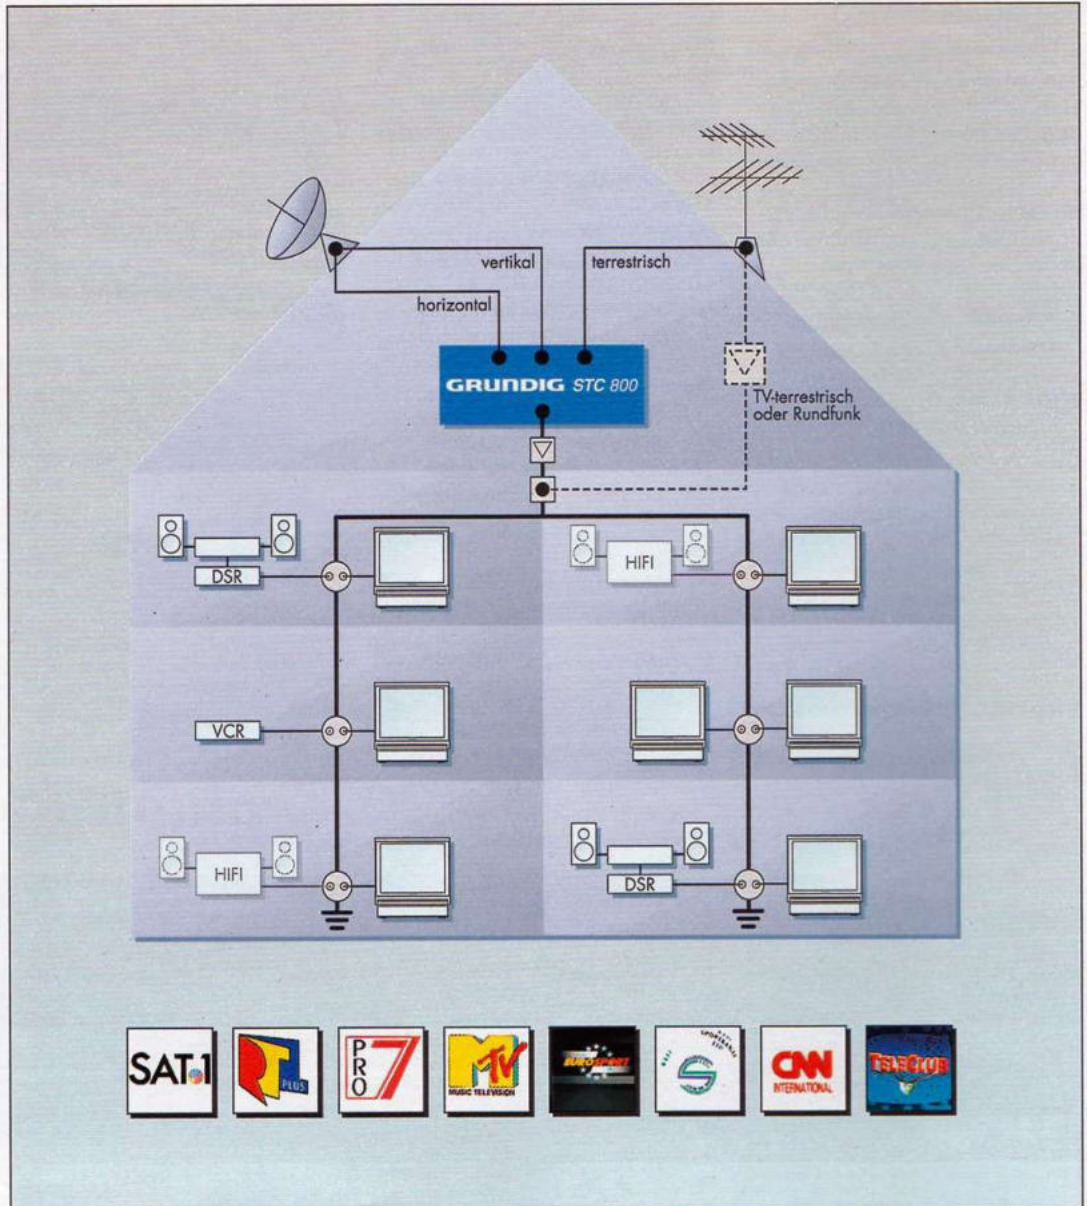 vertikal
terrestrisch
horizontal
GRUNDIG STC 800
TV-terrestrisch
oder Rundfunk
DSR
HIFI
VCR
HIFI
DSR
SAT.1
RTL
PLUS
PRO 7
MTV
MUSIC TELEVISION
EUROSPORT
CNN
INTERNATIONAL
TELECLUB